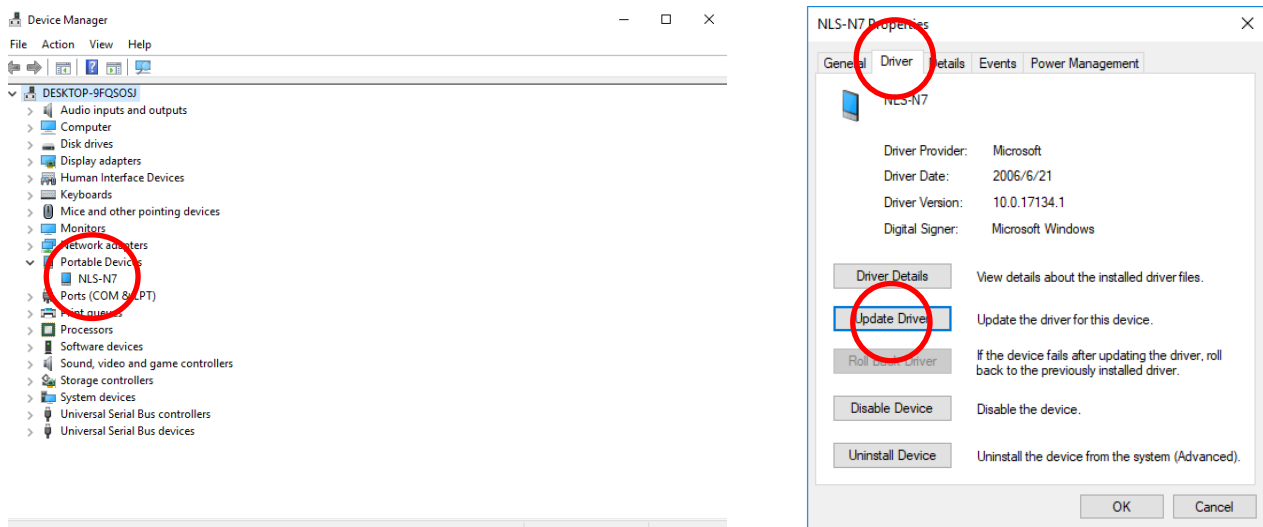 Device Manager
File Action View Help
DESKTOP-9FQSOSJ
Audio inputs and outputs
Computer
Disk drives
Display adapters
Human Interface Devices
Keyboards
Mice and other pointing devices
Monitors
Network adapters
Portable Devices
NLS-N7
Ports (COM & LPT)
Print queues
Processors
Software devices
Sound, video and game controllers
Storage controllers
System devices
Universal Serial Bus controllers
Universal Serial Bus devices
NLS-N7 Properties
General Driver Details Events Power Management
NLS-N7
Driver Provider: Microsoft
Driver Date: 2006/6/21
Driver Version: 10.0.17134.1
Digital Signer: Microsoft Windows
Driver Details View details about the installed driver files.
Update Driver Update the driver for this device.
Roll Back Driver If the device fails after updating the driver, roll
back to the previously installed driver.
Disable Device Disable the device.
Uninstall Device Uninstall the device from the system (Advanced).
OK Cancel